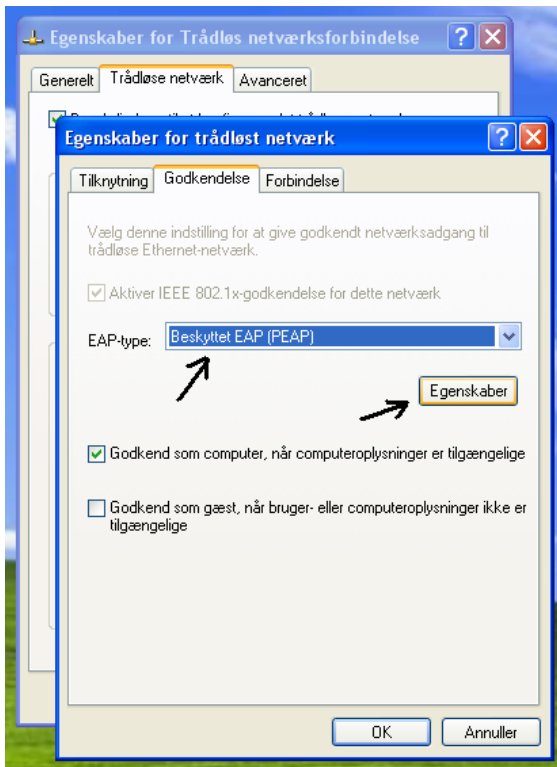 Egenskaber for Trådløs netværksforbindelse
Generelt Trådløse netværk Avanceret
Egenskaber for trådløst netværk
Tilknytning Godkendelse Forbindelse
Vælg denne indstilling for at give godkendt netværksadgang til
trådløse Ethernet-netværk.
Aktiver IEEE 802.1x-godkendelse for dette netværk
EAP-type: Beskyttet EAP (PEAP)
Egenskaber
Godkend som computer, når computeroplysninger er tilgængelige
Godkend som gæst, når bruger- eller computeroplysninger ikke er
tilgængelige
OK Annuller